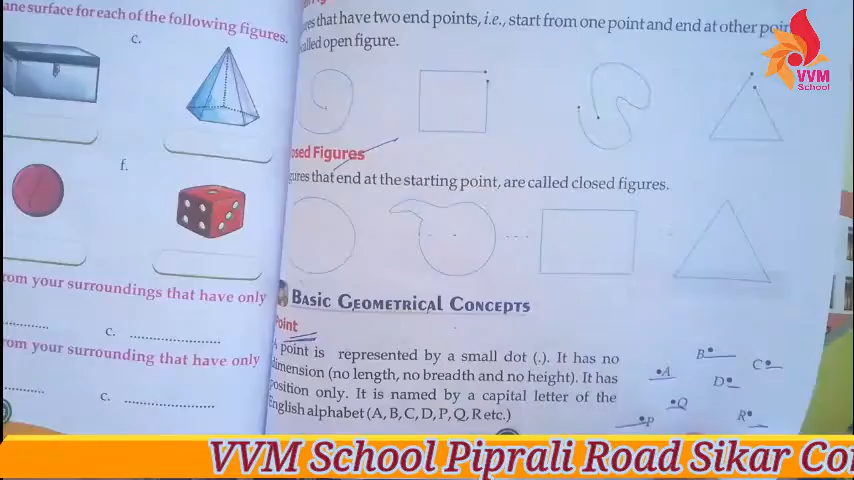 ane surface for each of the following figures.
c.
f.
rom your surroundings that have only
c.
rom your surrounding that have only
c.
res that have two end points, i.e., start from one point and end at other poin
alled open figure.
osed Figures
gures that end at the starting point, are called closed figures.
BASIC GEOMETRICAL CONCEPTS
Point
A point is represented by a small dot (.). It has no
dimension (no length, no breadth and no height). It has
position only. It is named by a capital letter of the
English alphabet (A, B, C, D, P, Q, R etc.)
B
C
A
D
Q
P
R
VVM
School
VVM School Piprali Road Sikar Con